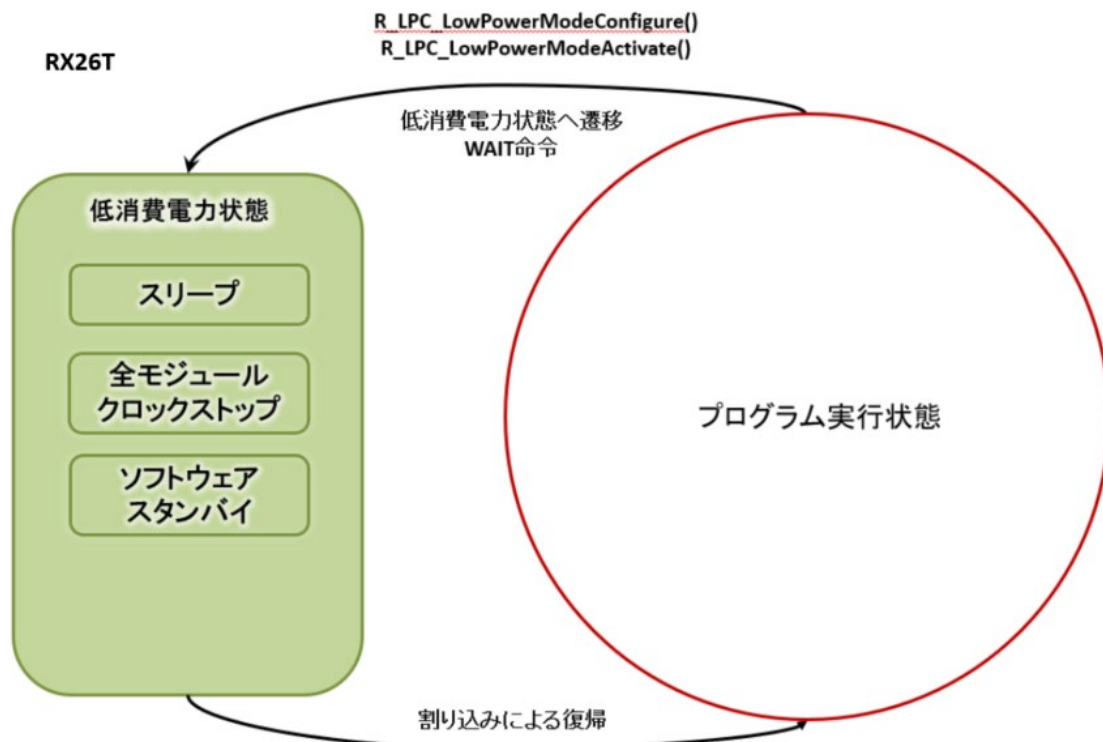 R_LPC_LowPowerModeConfigure()
R_LPC_LowPowerModeActivate()
RX26T
低消費電力状態へ遷移
WAIT命令
低消費電力状態
スリープ
全モジュール
クロックストップ
ソフトウェア
スタンバイ
プログラム実行状態
割り込みによる復帰